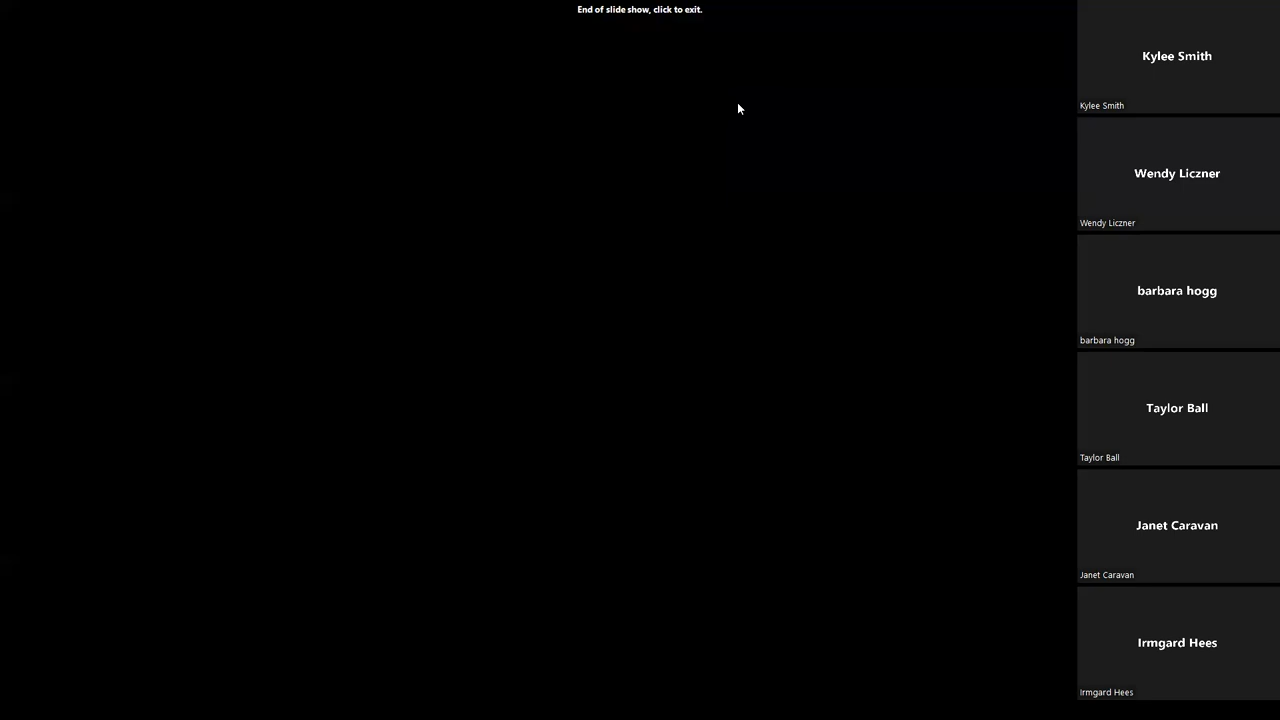 End of slide show, click to exit.
Kylee Smith
Kylee Smith
Wendy Liczner
Wendy Liczner
barbara hogg
barbara hogg
Taylor Ball
Taylor Ball
Janet Caravan
Janet Caravan
Irmgard Hees
Irmgard Hees